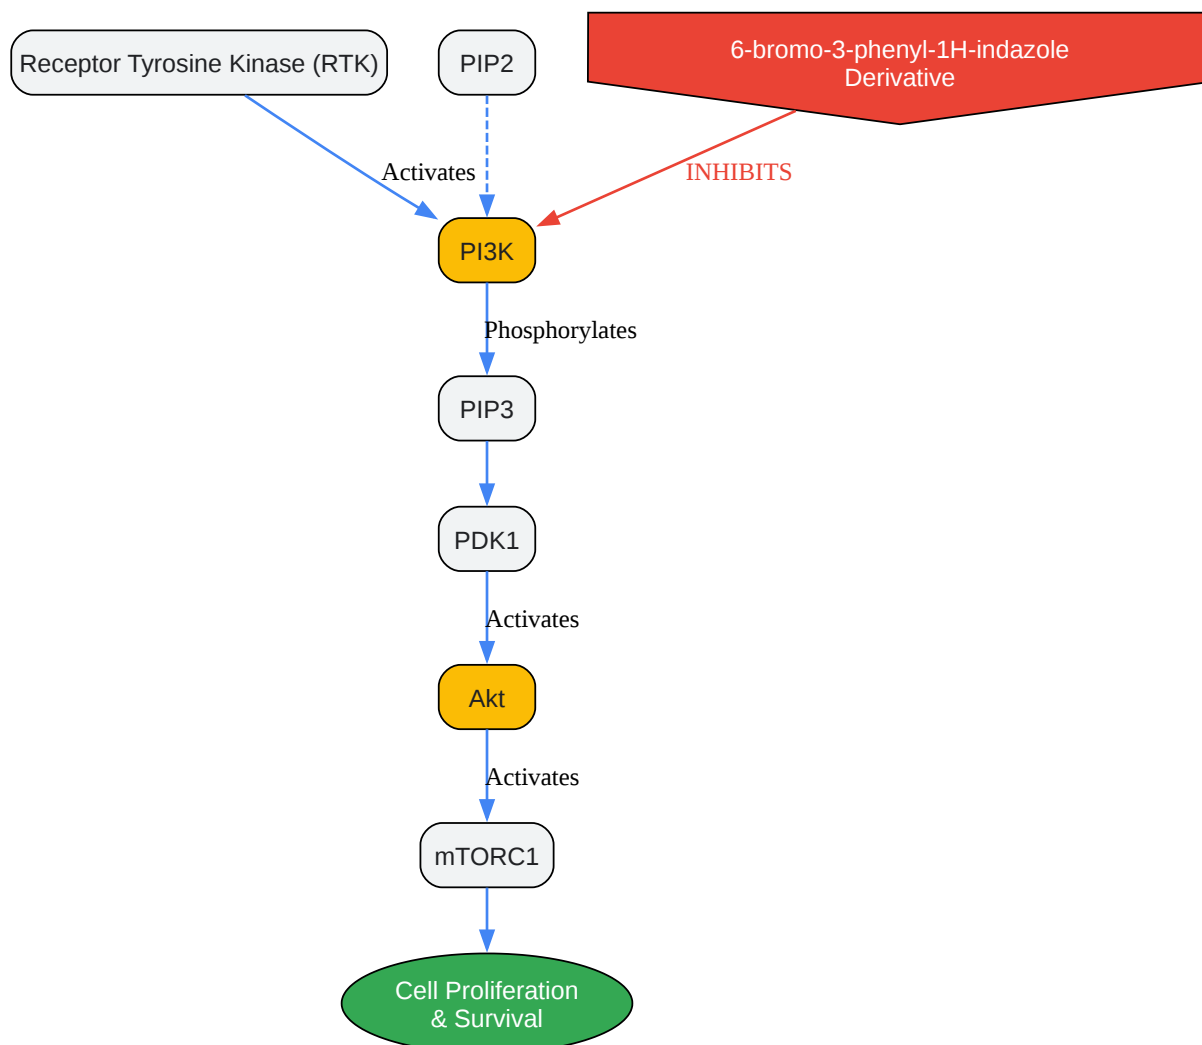 Receptor Tyrosine Kinase (RTK)
PIP2
6-bromo-3-phenyl-1H-indazole
Derivative
Activates
INHIBITS
PI3K
Phosphorylates
PIP3
PDK1
Activates
Akt
Activates
mTORC1
Cell Proliferation
& Survival